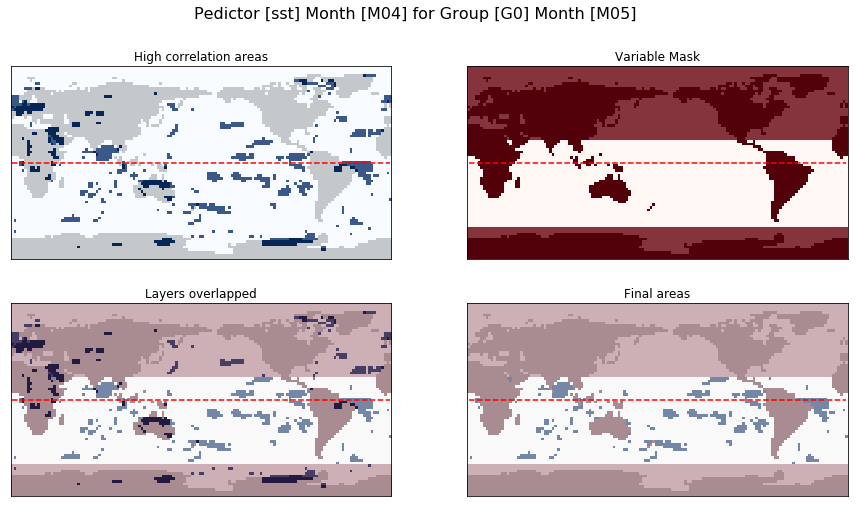 Pedictor [sst] Month [M04] for Group [G0] Month [M05]
High correlation areas
Variable Mask
Layers overlapped
Final areas